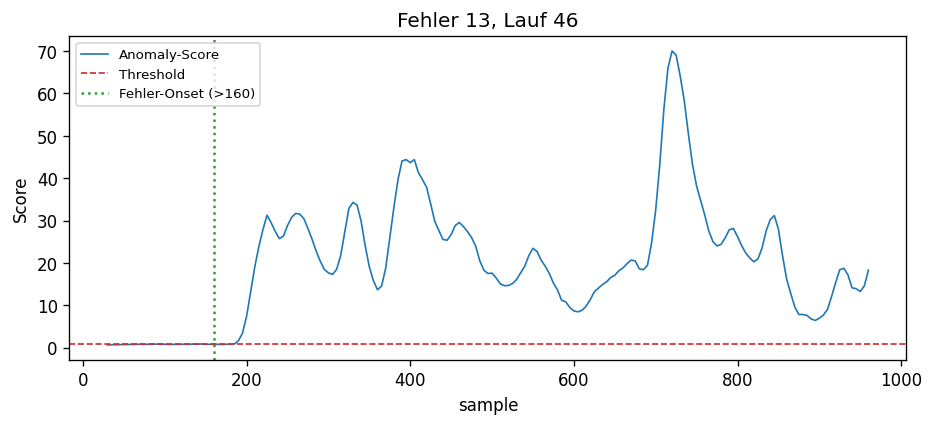 Fehler 13, Lauf 46
Anomaly-Score
Threshold
Fehler-Onset (>160)
Score
70
60
50
40
30
20
10
0
0 200 400 600 800 1000
sample